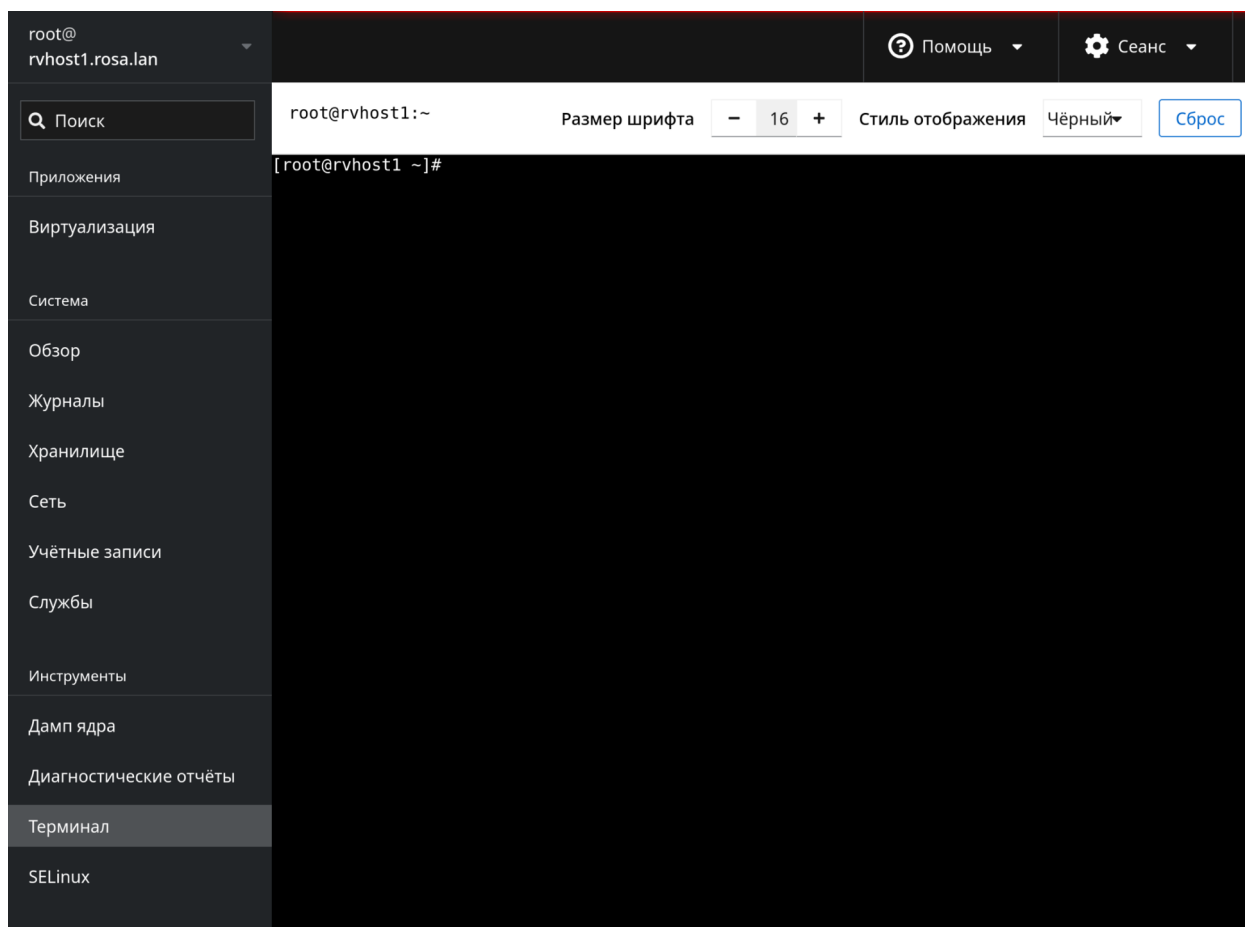 root@
rvhost1.rosa.lan
Помощь
Сеанс
Поиск
root@rvhost1:~
Размер шрифта
− 16 +
Стиль отображения
Чёрный
Сброс
[root@rvhost1 ~]#
Приложения
Виртуализация
Система
Обзор
Журналы
Хранилище
Сеть
Учётные записи
Службы
Инструменты
Дамп ядра
Диагностические отчёты
Терминал
SELinux